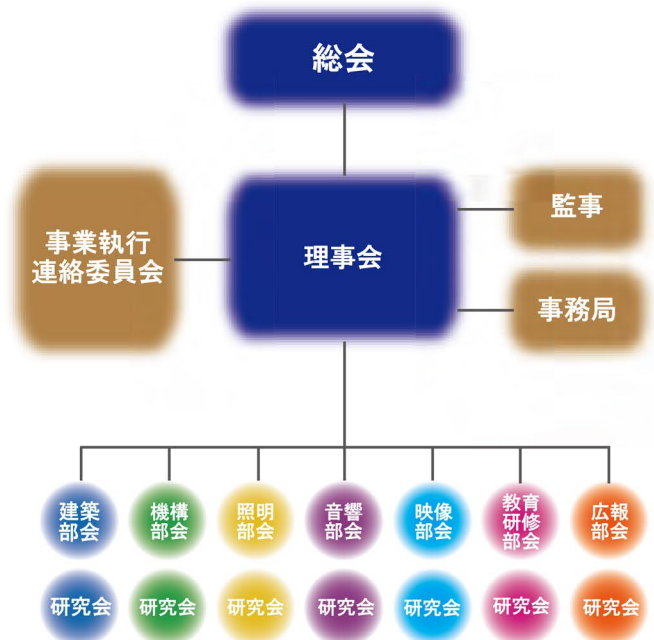 総会
事業執行
連絡委員会
理事会
監事
事務局
建築
部会
機構
部会
照明
部会
音響
部会
映像
部会
教育
研修
部会
広報
部会
研究会
研究会
研究会
研究会
研究会
研究会
研究会